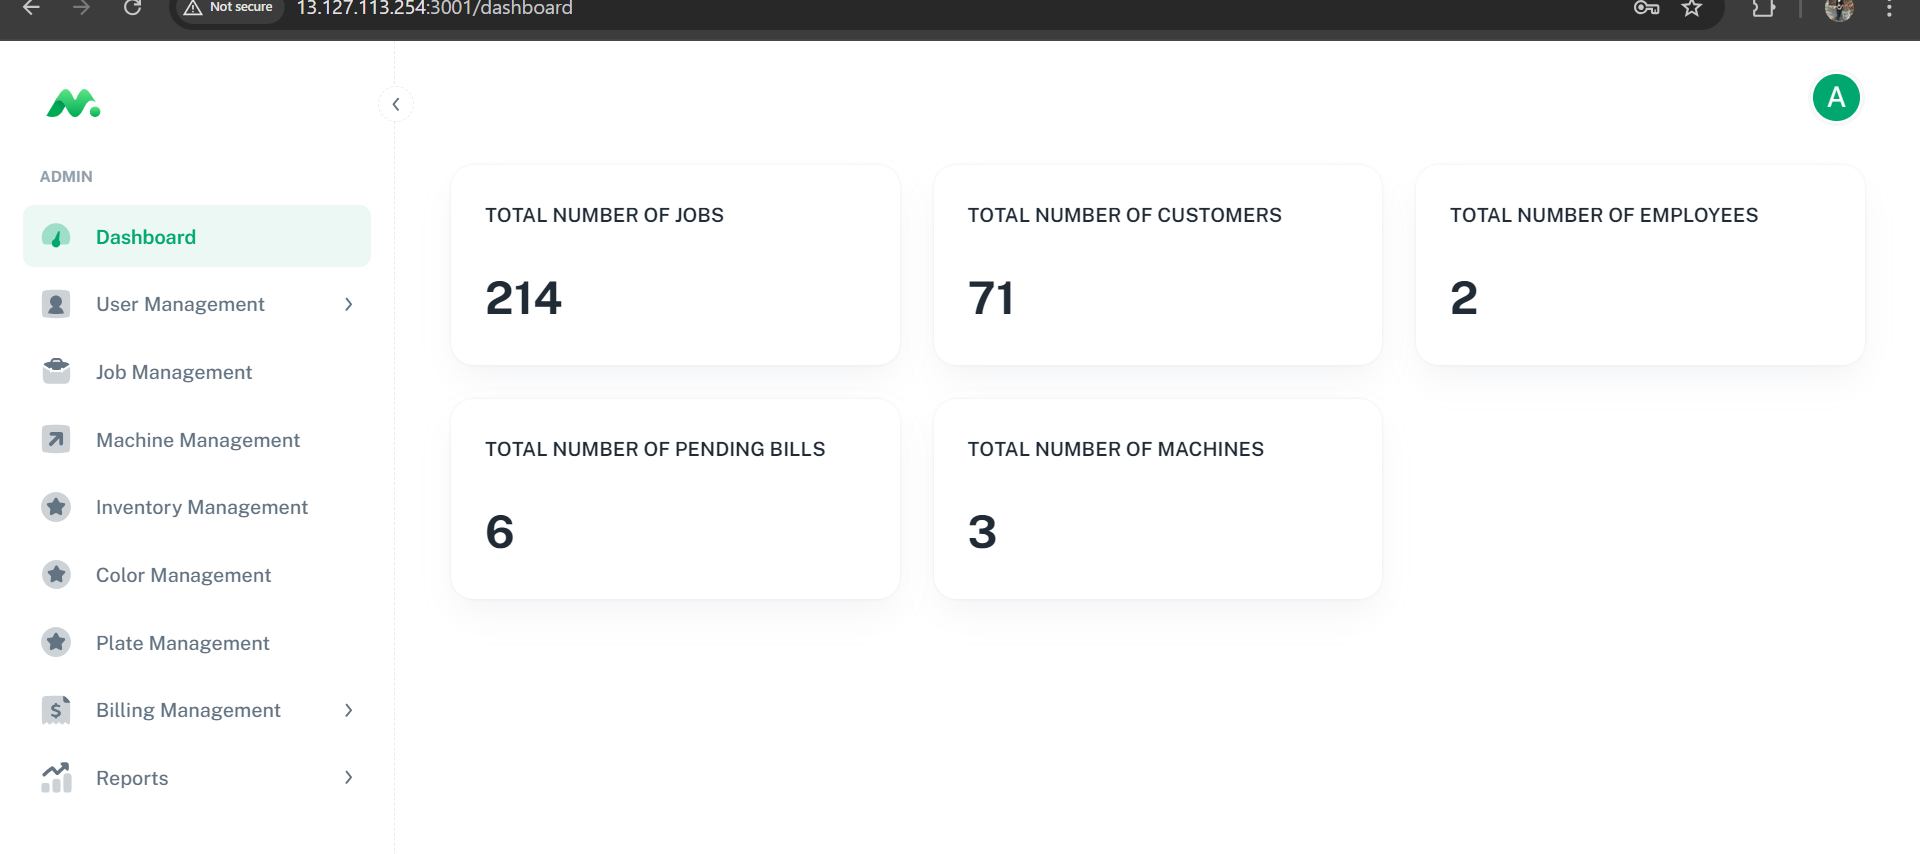 Not secure
13.127.113.254:3001/dashboard
A
ADMIN
Dashboard
User Management
Job Management
Machine Management
Inventory Management
Color Management
Plate Management
Billing Management
Reports
TOTAL NUMBER OF JOBS
214
TOTAL NUMBER OF CUSTOMERS
71
TOTAL NUMBER OF EMPLOYEES
2
TOTAL NUMBER OF PENDING BILLS
6
TOTAL NUMBER OF MACHINES
3